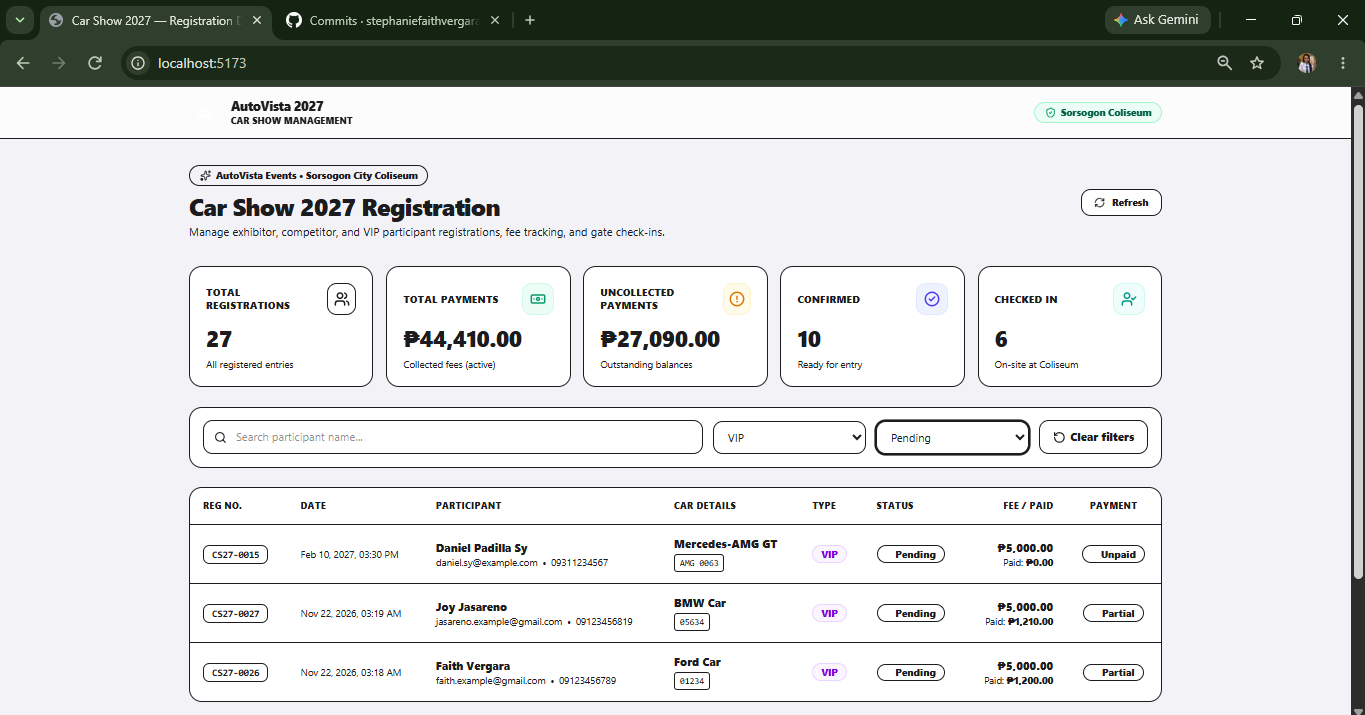 Car Show 2027 — Registration
Commits · stephaniefaithvergara
Ask Gemini
localhost:5173
AutoVista 2027
CAR SHOW MANAGEMENT
Sorsogon Coliseum
AutoVista Events • Sorsogon City Coliseum
Car Show 2027 Registration
Refresh
Manage exhibitor, competitor, and VIP participant registrations, fee tracking, and gate check-ins.
TOTAL REGISTRATIONS
27
All registered entries
TOTAL PAYMENTS
₱44,410.00
Collected fees (active)
UNCOLLECTED PAYMENTS
₱27,090.00
Outstanding balances
CONFIRMED
10
Ready for entry
CHECKED IN
6
On-site at Coliseum
Search participant name...
VIP
Pending
Clear filters
REG NO. DATE PARTICIPANT CAR DETAILS TYPE STATUS FEE / PAID PAYMENT
CS27-0015 Feb 10, 2027, 03:30 PM Daniel Padilla Sy Mercedes-AMG GT VIP Pending ₱5,000.00 Unpaid
daniel.sy@example.com • 09311234567 AMG 0063 Paid: ₱0.00
CS27-0027 Nov 22, 2026, 03:19 AM Joy Jasareno BMW Car VIP Pending ₱5,000.00 Partial
jasareno.example@gmail.com • 09123456819 05634 Paid: ₱1,210.00
CS27-0026 Nov 22, 2026, 03:18 AM Faith Vergara Ford Car VIP Pending ₱5,000.00 Partial
faith.example@gmail.com • 09123456789 01234 Paid: ₱1,200.00